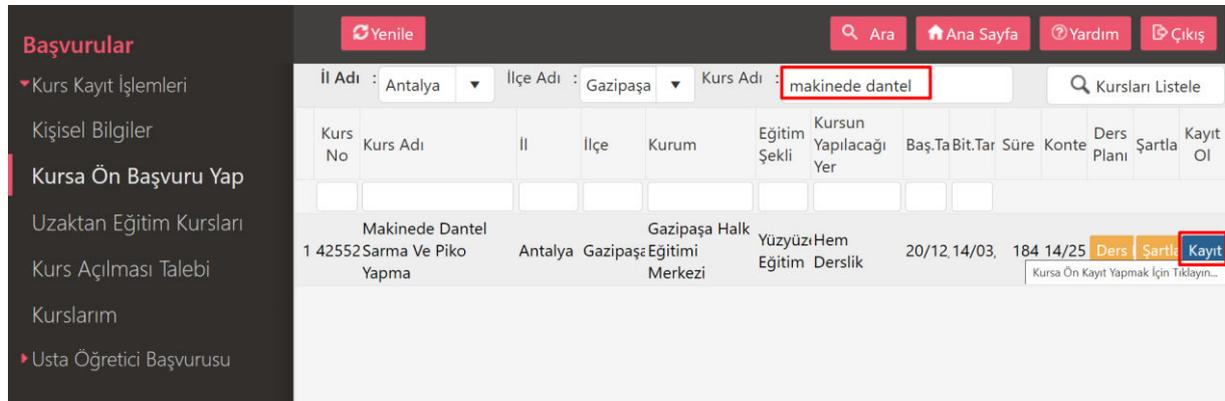 Başvurular
Kurs Kayıt İşlemleri
Kişisel Bilgiler
Kursa Ön Başvuru Yap
Uzaktan Eğitim Kursları
Kurs Açılması Talebi
Kurslarım
Usta Öğretici Başvurusu
Yenile Ara Ana Sayfa Yardım Çıkış
İl Adı : Antalya İlçe Adı : Gazipaşa Kurs Adı : makinede dantel Kursları Listele
Kurs No Kurs Adı İl İlçe Kurum Eğitim Şekli Kursun Yapılacağı Yer Baş.Ta Bit.Tar Süre Konte Ders Planı Şartla Kayıt Ol
1 42552 Makinede Dantel Sarma Ve Piko Yapma Antalya Gazipaşa Gazipaşa Halk Eğitimi Merkezi Yüzyüze Eğitim Hem Derslik 20/12, 14/03, 184 14/25 Ders Şartla Kayıt
Kursa Ön Kayıt Yapmak İçin Tıklayın...